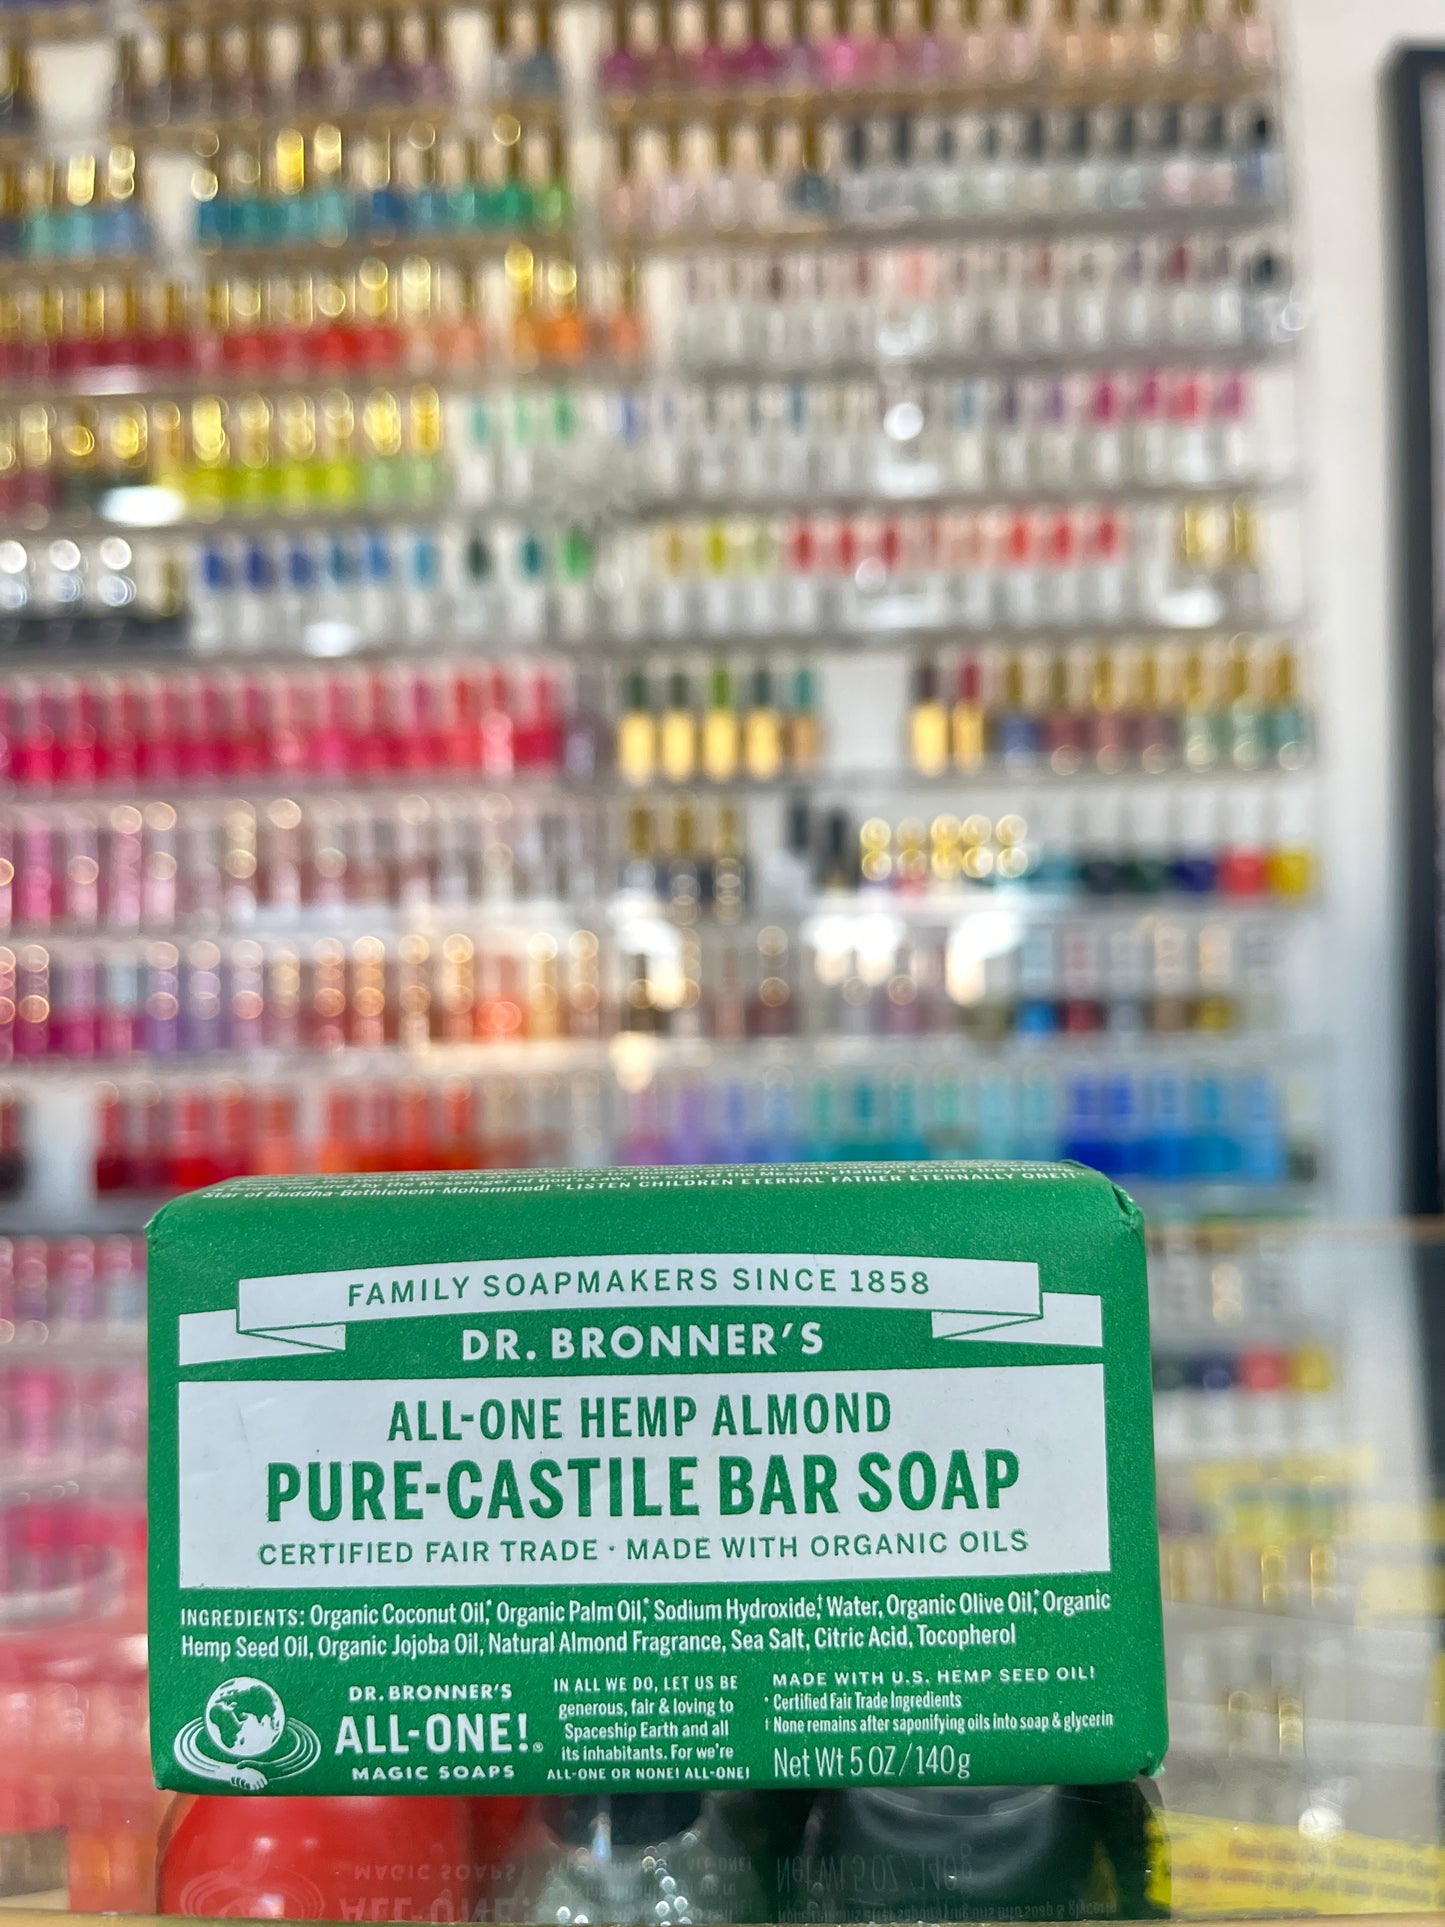 Messenger of God's Law, the sign
Star of Buddha-Bethlehem-Mohammed! "LISTEN CHILDREN ETERNAL FATHER ETERNALLY ONE!"
FAMILY SOAPMAKERS SINCE 1858
DR. BRONNER'S
ALL-ONE HEMP ALMOND
PURE-CASTILE BAR SOAP
CERTIFIED FAIR TRADE · MADE WITH ORGANIC OILS
INGREDIENTS: Organic Coconut Oil,* Organic Palm Oil,* Sodium Hydroxide,† Water, Organic Olive Oil,* Organic
Hemp Seed Oil, Organic Jojoba Oil, Natural Almond Fragrance, Sea Salt, Citric Acid, Tocopherol
DR. BRONNER'S
ALL-ONE!®
MAGIC SOAPS
IN ALL WE DO, LET US BE
generous, fair & loving to
Spaceship Earth and all
its inhabitants. For we're
ALL-ONE OR NONE! ALL-ONE!
MADE WITH U.S. HEMP SEED OIL!
* Certified Fair Trade Ingredients
† None remains after saponifying oils into soap & glycerin
Net Wt 5 OZ / 140g